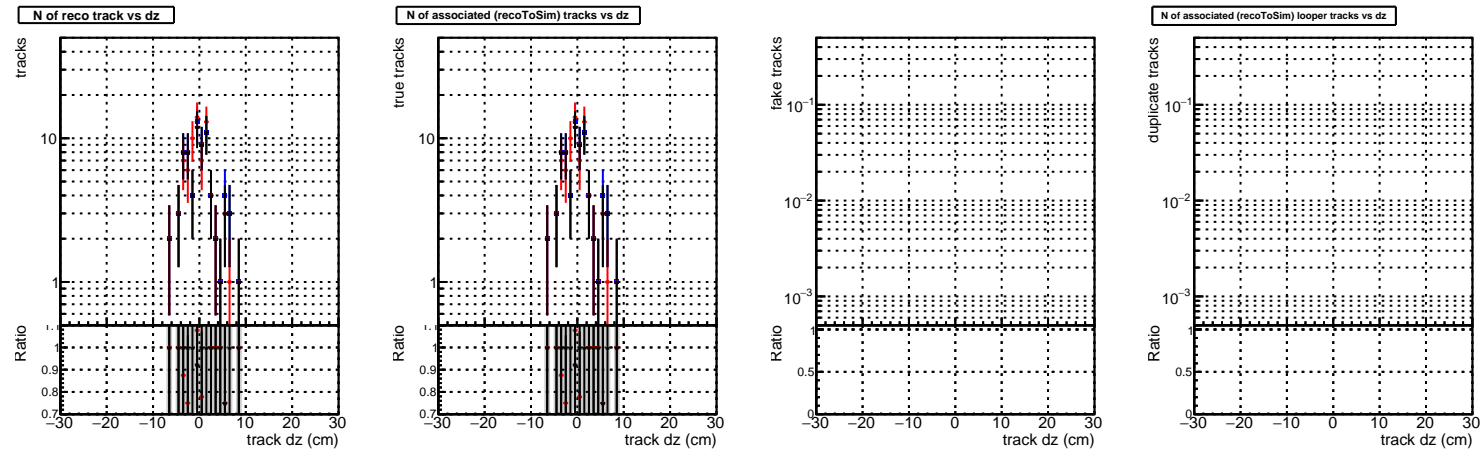 N of reco track vs dz
tracks
10
1
Ratio
1.1
1
0.9
0.8
0.7
−30 −20 −10 0 10 20 30
track dz (cm)
N of associated (recoToSim) tracks vs dz
true tracks
10
1
Ratio
1.1
1
0.9
0.8
0.7
−30 −20 −10 0 10 20 30
track dz (cm)
fake tracks
10−1
10−2
10−3
Ratio
1
0.5
0
−30 −20 −10 0 10 20 30
track dz (cm)
N of associated (recoToSim) looper tracks vs dz
duplicate tracks
10−1
10−2
10−3
Ratio
1
0.5
0
−30 −20 −10 0 10 20 30
track dz (cm)